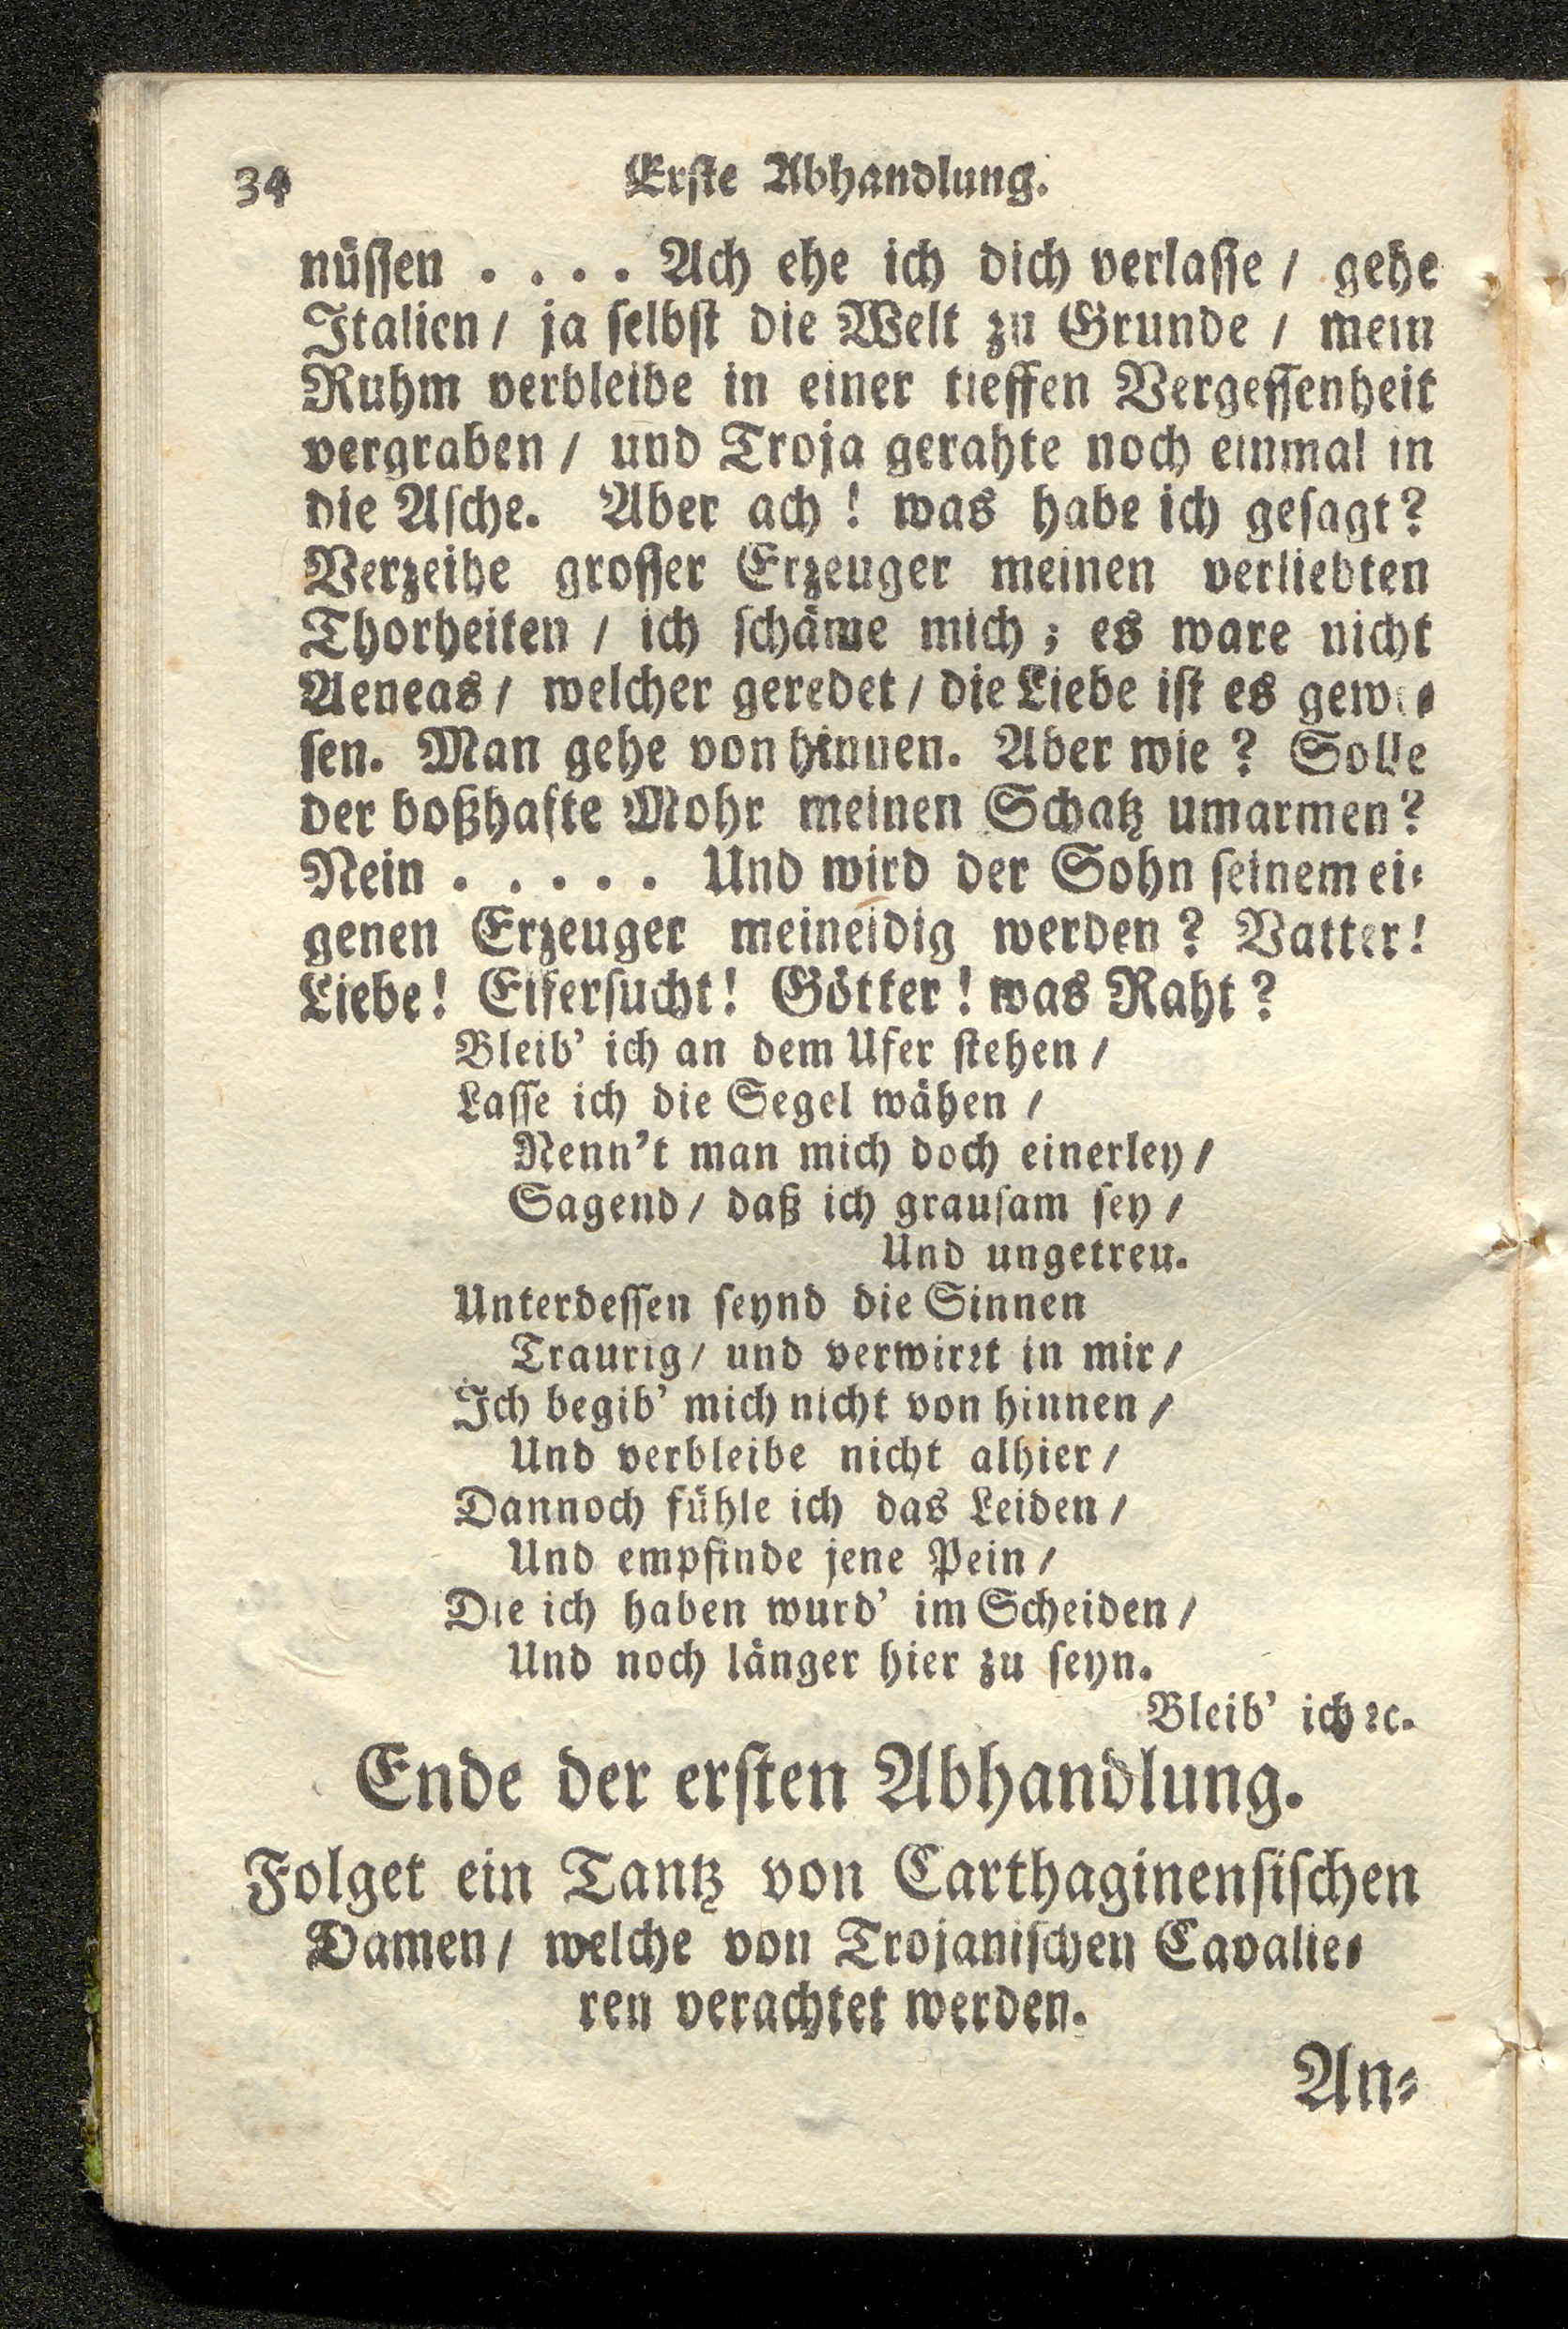 34 Erste Abhandlung.
nüssen . . . . Ach ehe ich dich verlasse / gehe
Italien / ja selbst die Welt zu Grunde / mein
Ruhm verbleibe in einer tieffen Vergessenheit
vergraben / und Troja gerahte noch einmal in
die Asche. Aber ach ! was habe ich gesagt?
Verzeihe grosser Erzeuger meinen verliebten
Thorheiten / ich schäme mich ; es ware nicht
Aeneas / welcher geredet / die Liebe ist es gewe-
sen. Man gehe von hinnen. Aber wie ? Solle
der boßhafte Mohr meinen Schatz umarmen?
Nein . . . . . Und wird der Sohn seinem ei-
genen Erzeuger meineidig werden ? Vatter!
Liebe! Eifersucht! Götter ! was Raht ?
Bleib' ich an dem Ufer stehen /
Lasse ich die Segel wähen /
Nenn't man mich doch einerley /
Sagend / daß ich grausam sey /
Und ungetreu.
Unterdessen seynd die Sinnen
Traurig / und verwirꝛt in mir /
Ich begib' mich nicht von hinnen /
Und verbleibe nicht alhier /
Dannoch fühle ich das Leiden /
Und empfinde jene Pein /
Die ich haben wurd' im Scheiden /
Und noch länger hier zu seyn.
Bleib' ich ꝛc.
Ende der ersten Abhandlung.
Folget ein Tantz von Carthaginensischen
Damen / welche von Trojanischen Cavalie-
ren verachtet werden.
An-